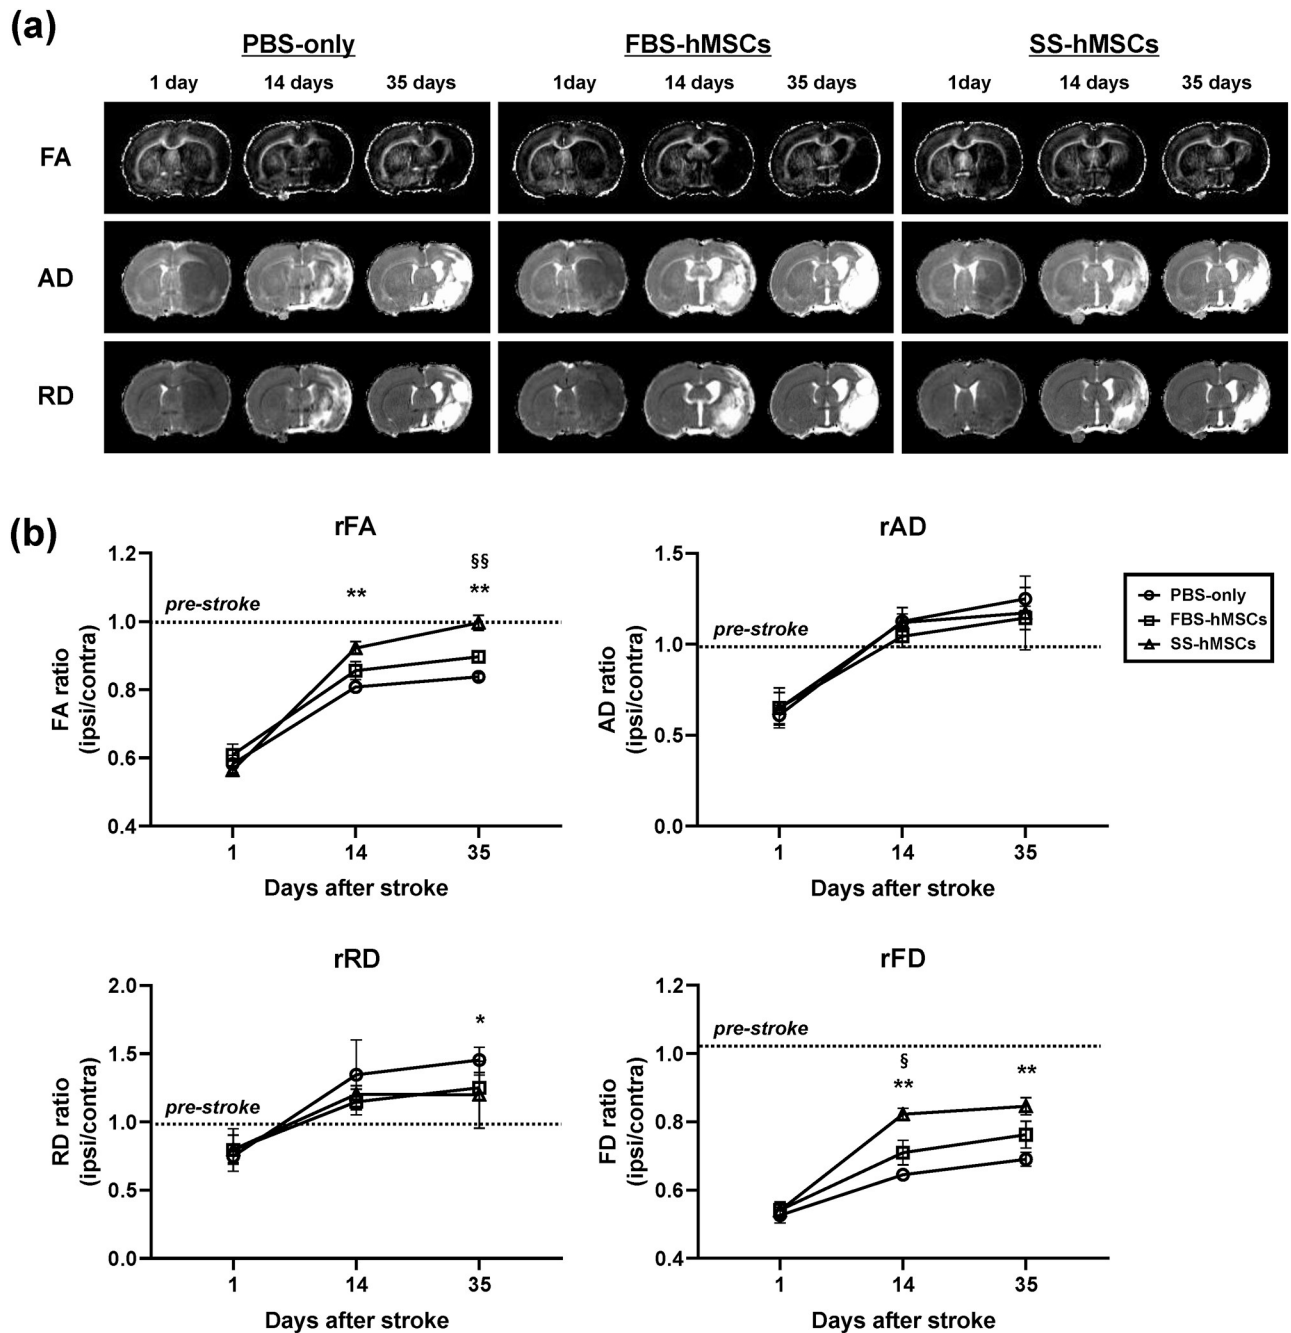 (a)
PBS-only FBS-hMSCs SS-hMSCs
1 day 14 days 35 days 1day 14 days 35 days 1day 14 days 35 days
FA
AD
RD
(b)
rFA
1.2
1.0
0.8
0.6
0.4
FA ratio
(ipsi/contra)
pre-stroke
**
§§
**
1 14 35
Days after stroke
rAD
1.5
1.0
0.5
0.0
AD ratio
(ipsi/contra)
pre-stroke
1 14 35
Days after stroke
PBS-only
FBS-hMSCs
SS-hMSCs
rRD
2.0
1.5
1.0
0.5
0.0
RD ratio
(ipsi/contra)
pre-stroke
*
1 14 35
Days after stroke
rFD
1.2
1.0
0.8
0.6
0.4
FD ratio
(ipsi/contra)
pre-stroke
§
**
**
1 14 35
Days after stroke